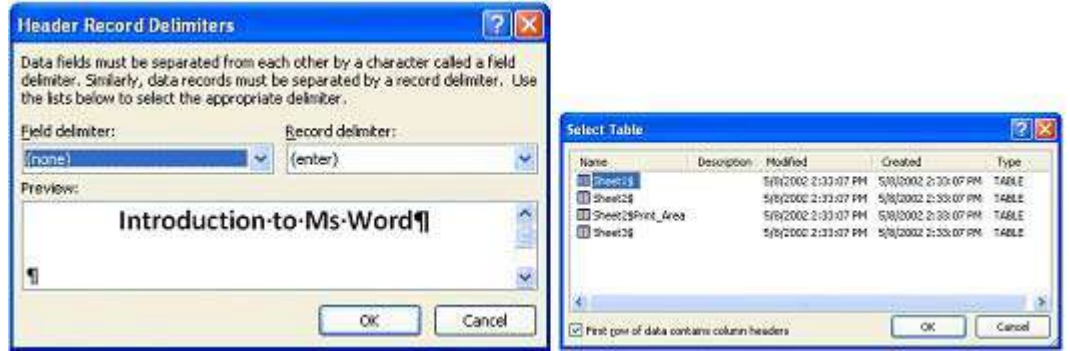 Header Record Delimiters
Data fields must be separated from each other by a character called a field
delimiter. Similarly, data records must be separated by a record delimiter. Use
the lists below to select the appropriate delimiter.
Field delimiter: Record delimiter:
(none) (enter)
Preview:
Introduction·to·Ms·Word¶
¶
OK Cancel
Select Table
Name Description Modified Created Type
Sheet1$ 5/8/2002 2:33:07 PM 5/8/2002 2:33:07 PM TABLE
Sheet2$ 5/8/2002 2:33:07 PM 5/8/2002 2:33:07 PM TABLE
Sheet2$Print_Area 5/8/2002 2:33:07 PM 5/8/2002 2:33:07 PM TABLE
Sheet3$ 5/8/2002 2:33:07 PM 5/8/2002 2:33:07 PM TABLE
First row of data contains column headers OK Cancel